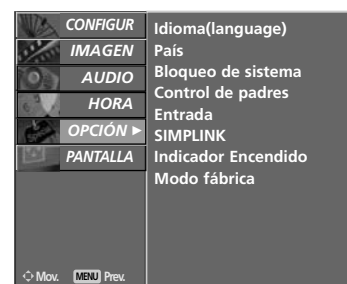 CONFIGUR
IMAGEN
AUDIO
HORA
OPCIÓN
PANTALLA
Mov. MENU Prev.
Idioma(language)
País
Bloqueo de sistema
Control de padres
Entrada
SIMPLINK
Indicador Encendido
Modo fábrica